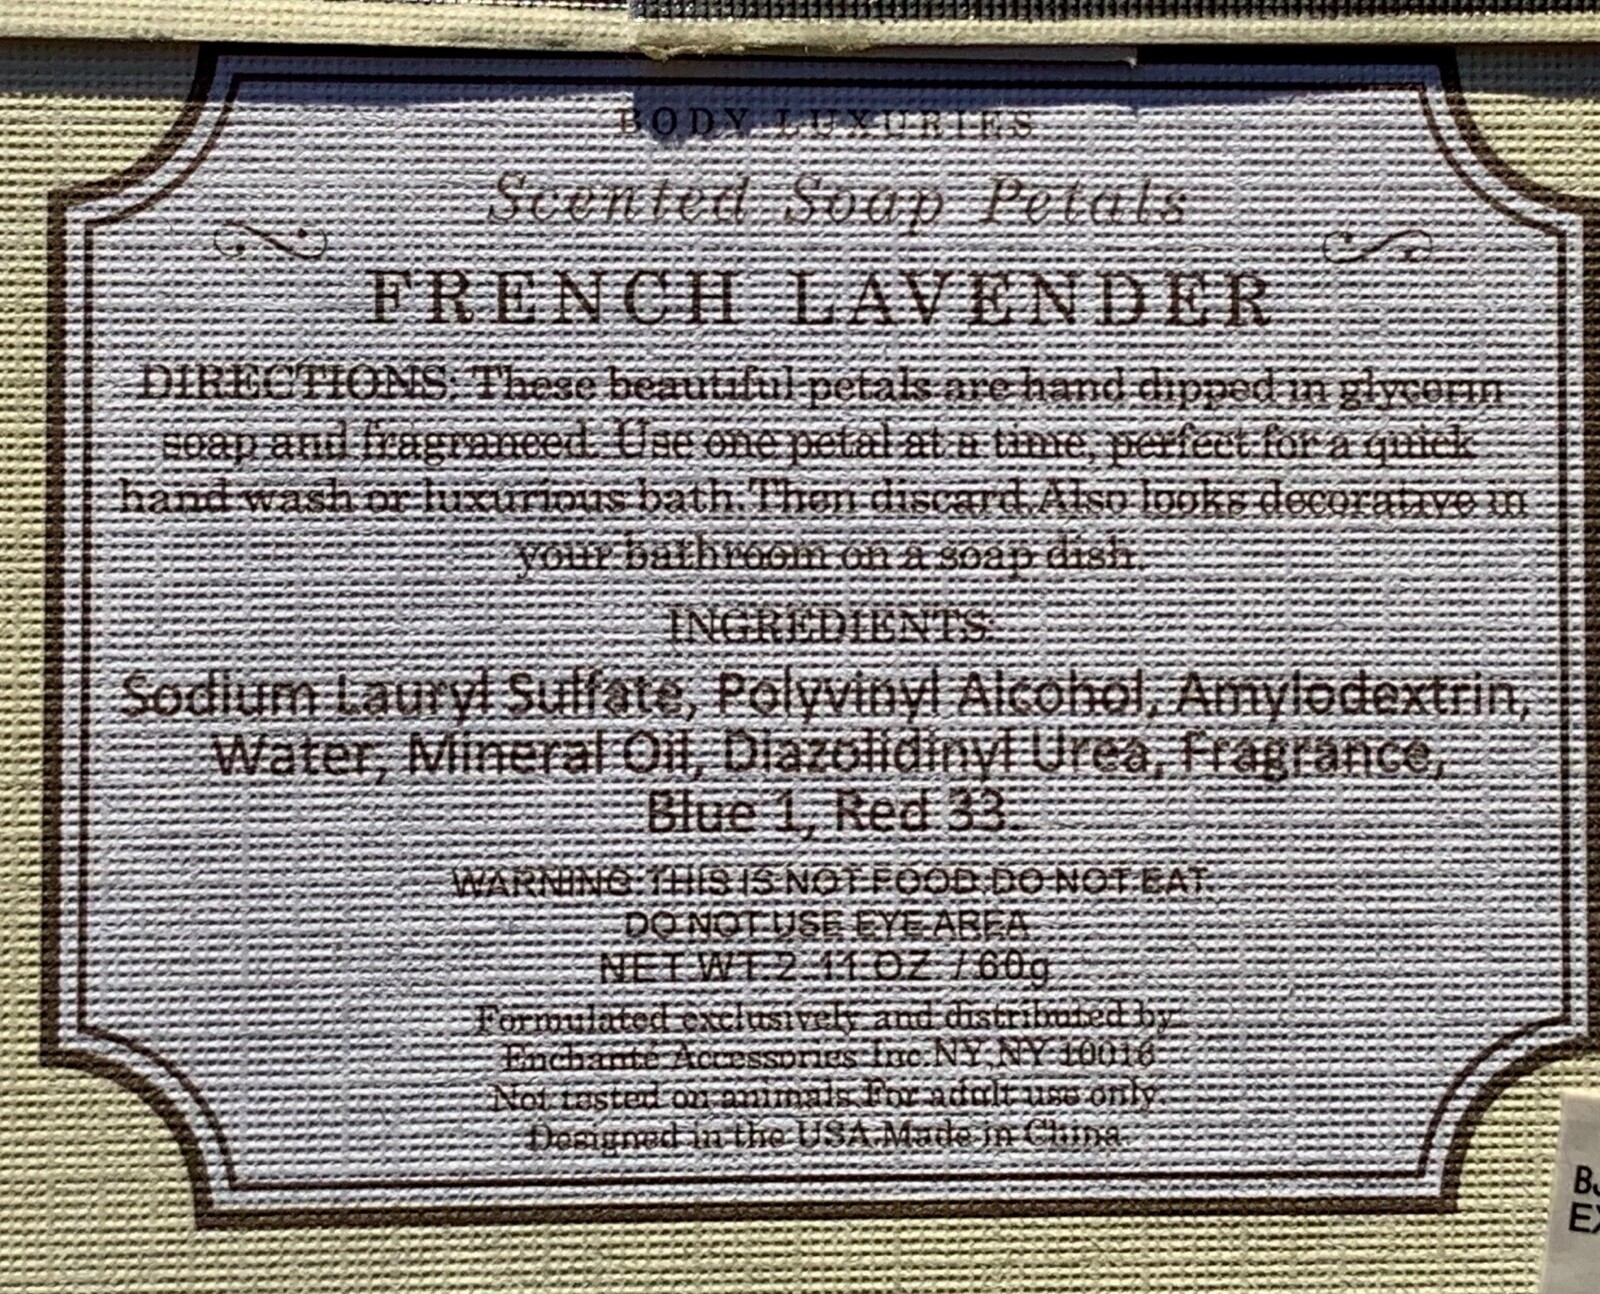 BODY LUXURIES
Scented Soap Petals
FRENCH LAVENDER
DIRECTIONS: These beautiful petals are hand dipped in glycerin
soap and fragranced. Use one petal at a time, perfect for a quick
hand wash or luxurious bath. Then discard. Also looks decorative in
your bathroom on a soap dish.
INGREDIENTS:
Sodium Lauryl Sulfate, Polyvinyl Alcohol, Amylodextrin,
Water, Mineral Oil, Diazolidinyl Urea, Fragrance,
Blue 1, Red 33.
WARNING: THIS IS NOT FOOD. DO NOT EAT.
DO NOT USE EYE AREA
NET WT. 2.11 OZ / 60g
Formulated exclusively and distributed by
Enchanté Accessories Inc. NY, NY 10016
Not tested on animals. For adult use only.
Designed in the USA. Made in China.